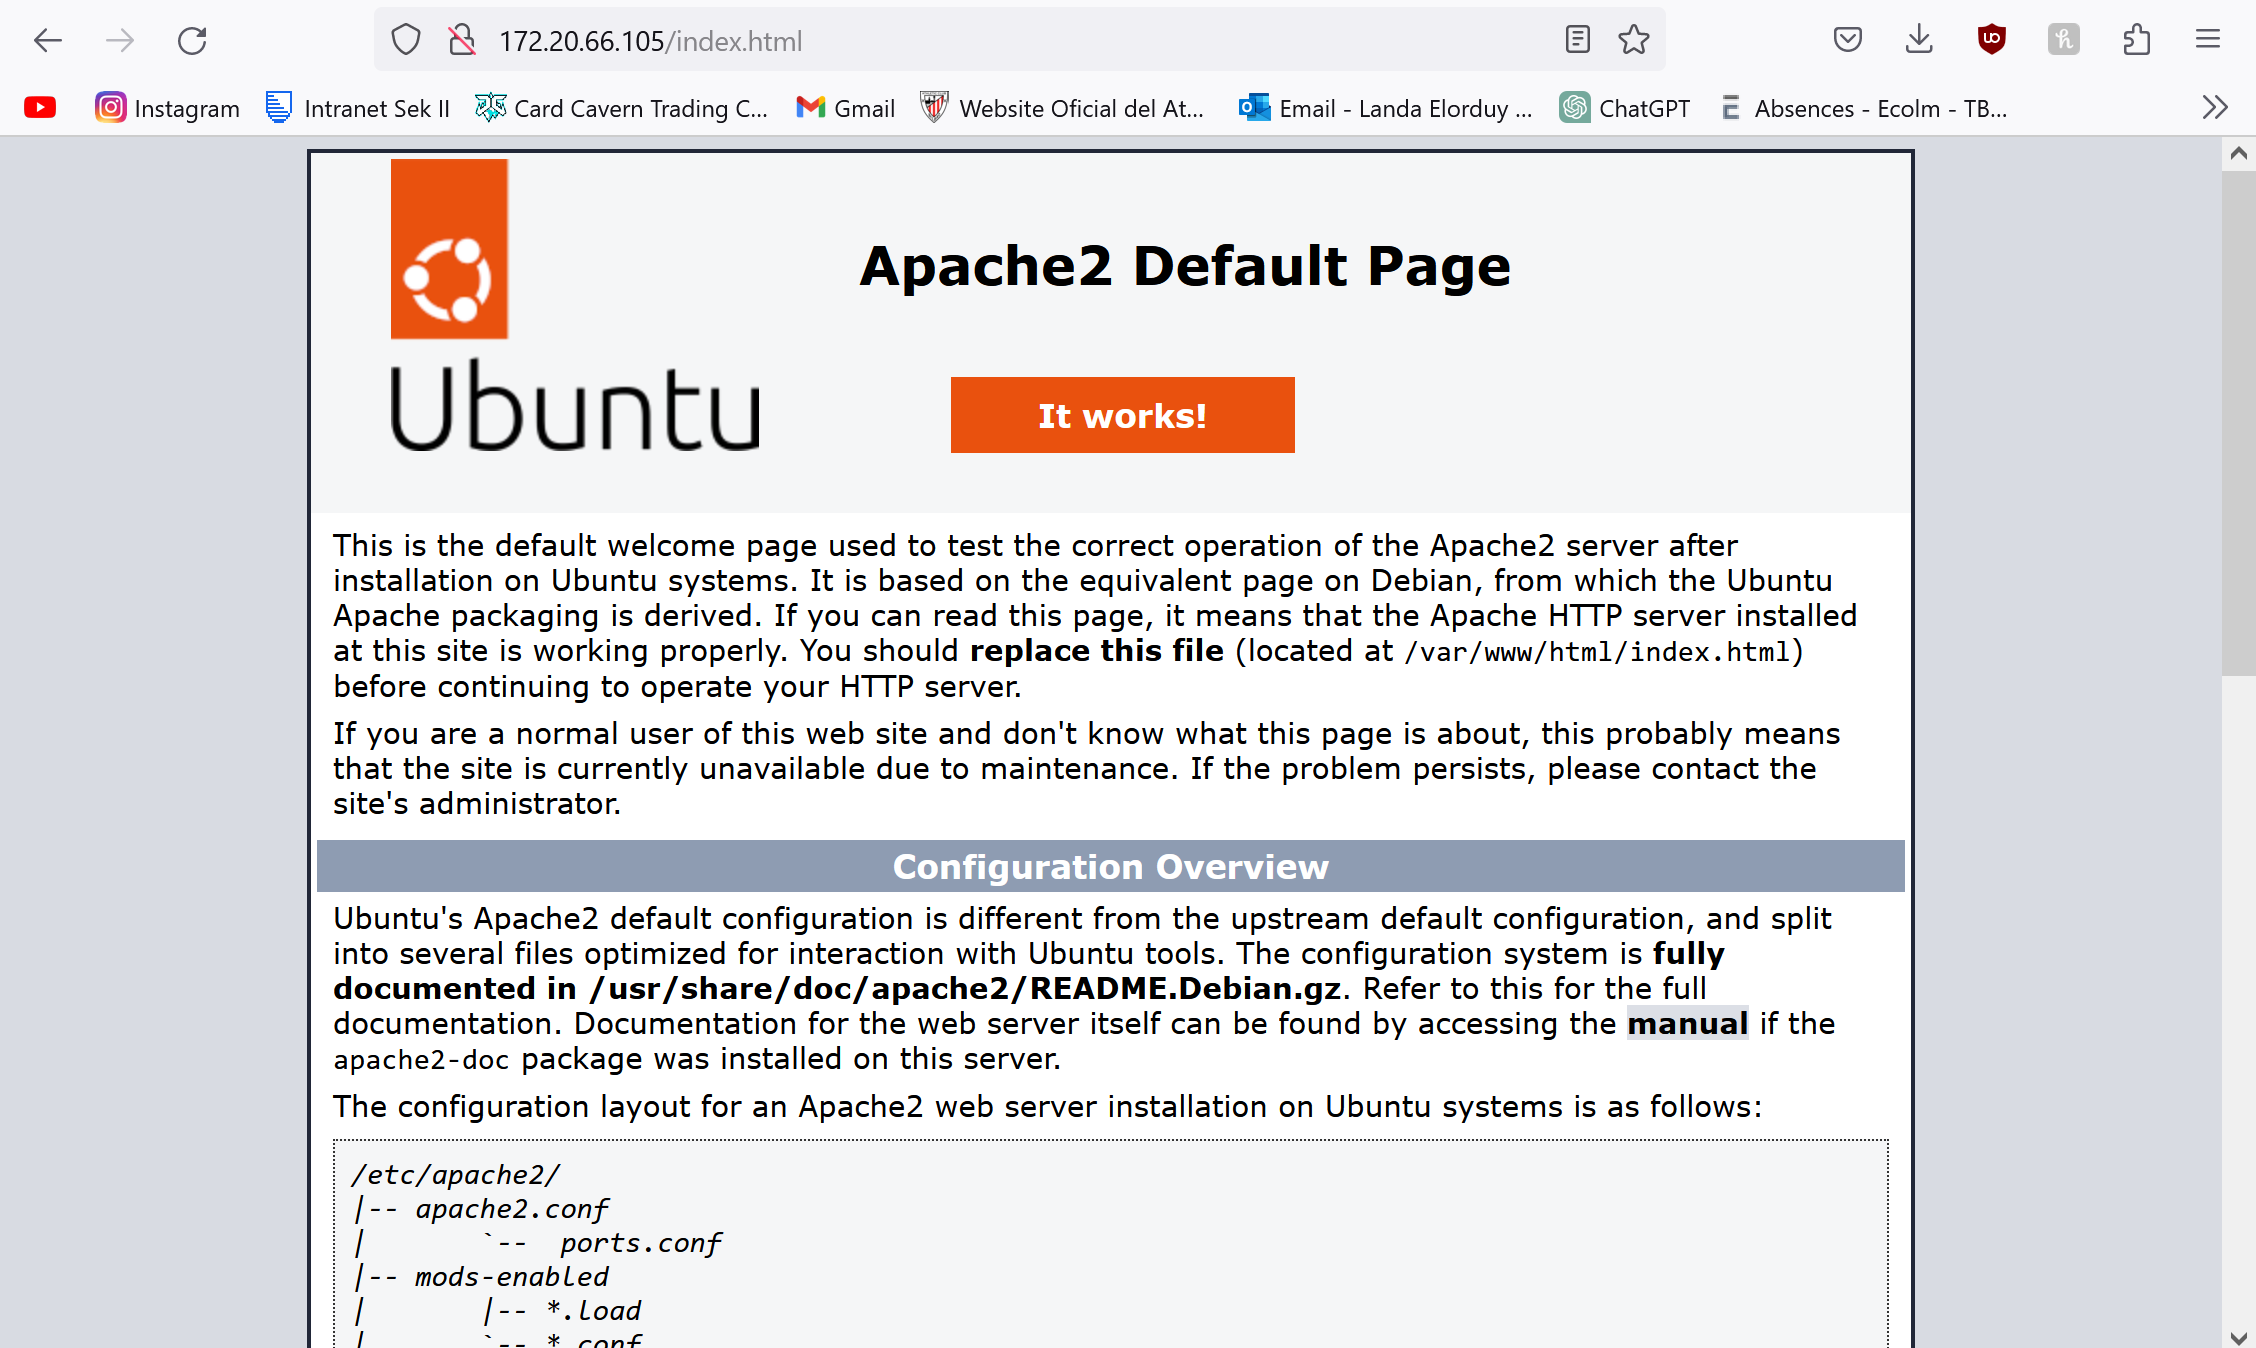 172.20.66.105/index.html
Instagram
Intranet Sek II
Card Cavern Trading C...
Gmail
Website Oficial del At...
Email - Landa Elorduy ...
ChatGPT
Absences - Ecolm - TB...
Apache2 Default Page
Ubuntu
It works!
This is the default welcome page used to test the correct operation of the Apache2 server after
installation on Ubuntu systems. It is based on the equivalent page on Debian, from which the Ubuntu
Apache packaging is derived. If you can read this page, it means that the Apache HTTP server installed
at this site is working properly. You should replace this file (located at /var/www/html/index.html)
before continuing to operate your HTTP server.
If you are a normal user of this web site and don't know what this page is about, this probably means
that the site is currently unavailable due to maintenance. If the problem persists, please contact the
site's administrator.
Configuration Overview
Ubuntu's Apache2 default configuration is different from the upstream default configuration, and split
into several files optimized for interaction with Ubuntu tools. The configuration system is fully
documented in /usr/share/doc/apache2/README.Debian.gz. Refer to this for the full
documentation. Documentation for the web server itself can be found by accessing the manual if the
apache2-doc package was installed on this server.
The configuration layout for an Apache2 web server installation on Ubuntu systems is as follows:
/etc/apache2/
|-- apache2.conf
|       `--  ports.conf
|-- mods-enabled
|       |-- *.load
|       `-- *.conf